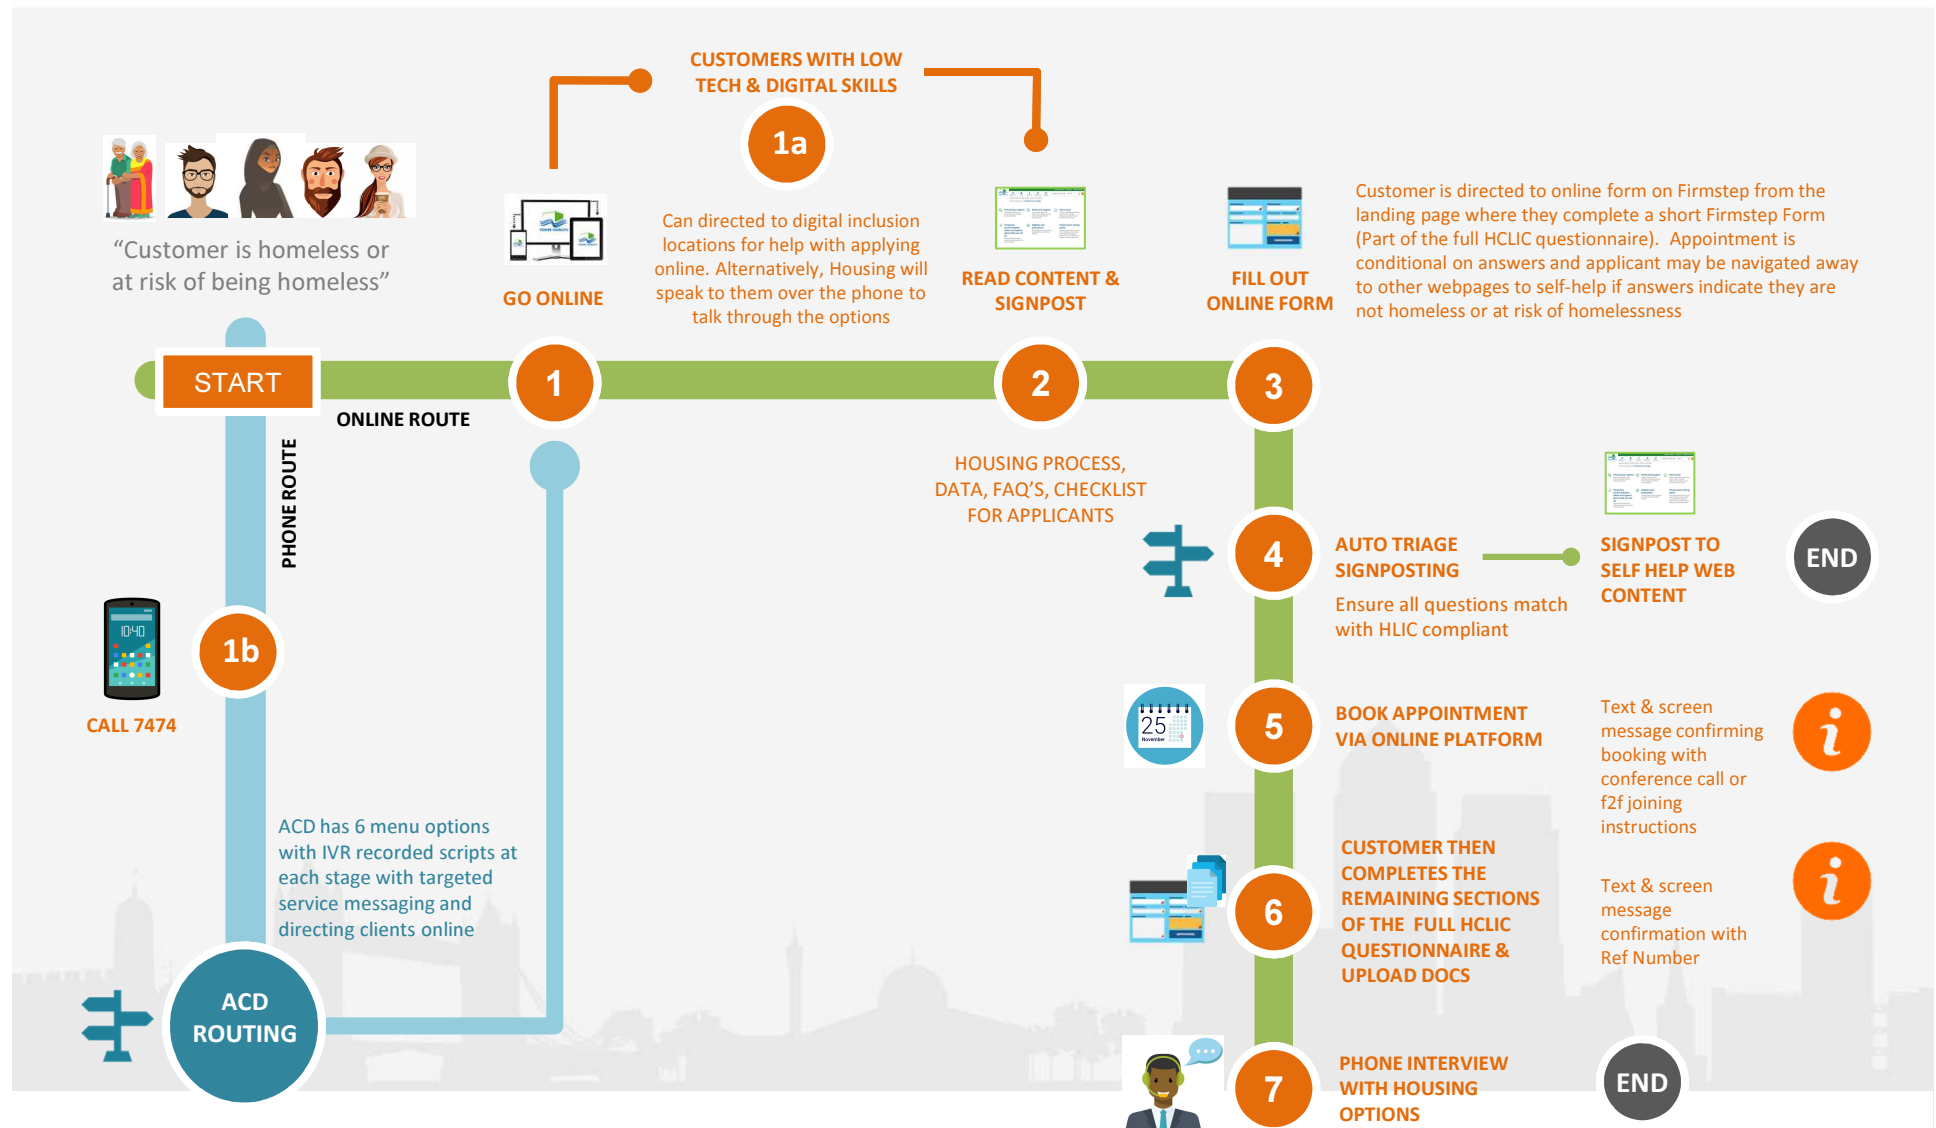 CUSTOMERS WITH LOW
TECH & DIGITAL SKILLS
1a
“Customer is homeless or
at risk of being homeless”
GO ONLINE
Can directed to digital inclusion
locations for help with applying
online. Alternatively, Housing will
speak to them over the phone to
talk through the options
READ CONTENT &
SIGNPOST
FILL OUT
ONLINE FORM
Customer is directed to online form on Firmstep from the
landing page where they complete a short Firmstep Form
(Part of the full HCLIC questionnaire). Appointment is
conditional on answers and applicant may be navigated away
to other webpages to self-help if answers indicate they are
not homeless or at risk of homelessness
START
1
2
3
ONLINE ROUTE
PHONE ROUTE
HOUSING PROCESS,
DATA, FAQ’S, CHECKLIST
FOR APPLICANTS
4
AUTO TRIAGE
SIGNPOSTING
Ensure all questions match
with HLIC compliant
SIGNPOST TO
SELF HELP WEB
CONTENT
END
10:40
1b
CALL 7474
25
November
5
BOOK APPOINTMENT
VIA ONLINE PLATFORM
Text & screen
message confirming
booking with
conference call or
f2f joining
instructions
i
ACD has 6 menu options
with IVR recorded scripts at
each stage with targeted
service messaging and
directing clients online
6
CUSTOMER THEN
COMPLETES THE
REMAINING SECTIONS
OF THE FULL HCLIC
QUESTIONNAIRE &
UPLOAD DOCS
Text & screen
message
confirmation with
Ref Number
i
ACD
ROUTING
7
PHONE INTERVIEW
WITH HOUSING
OPTIONS
END